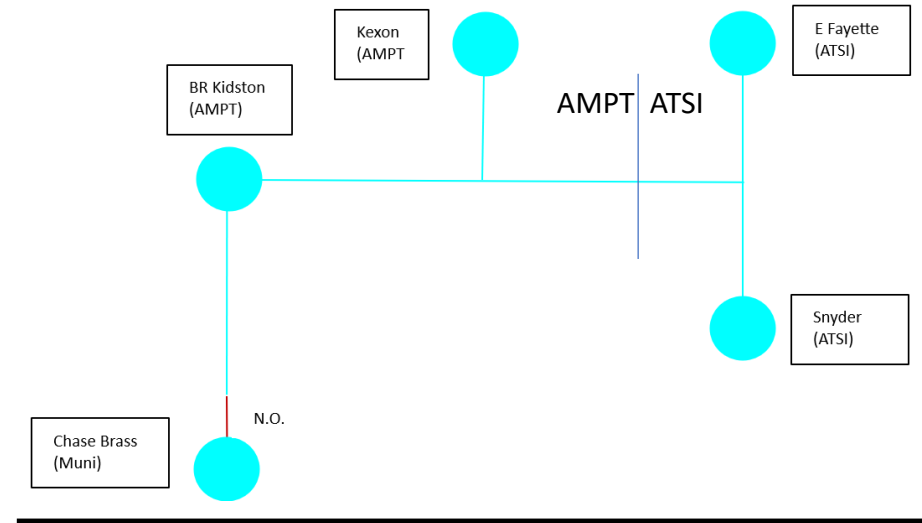 Kexon
(AMPT
E Fayette
(ATSI)
BR Kidston
(AMPT)
AMPT ATSI
Snyder
(ATSI)
N.O.
Chase Brass
(Muni)